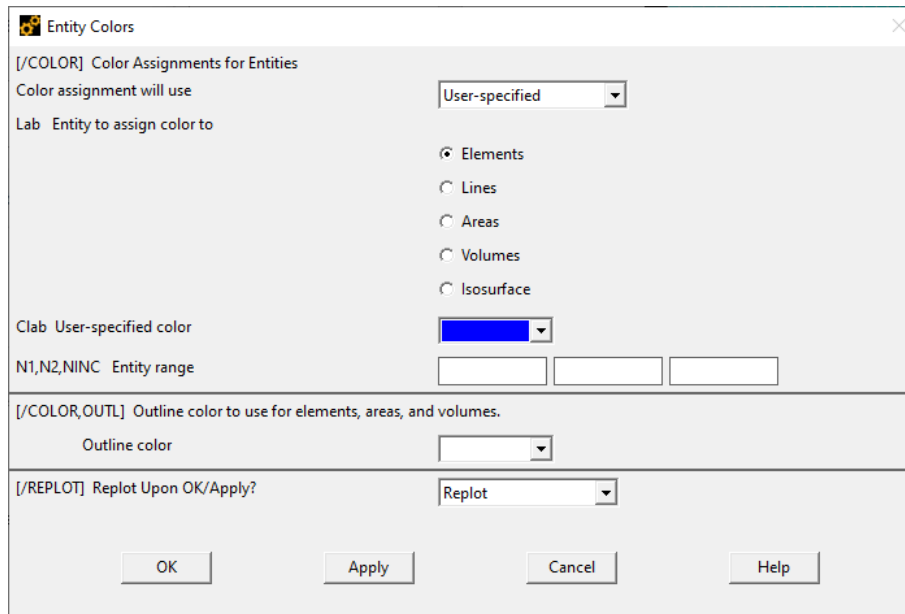 Entity Colors
[/COLOR] Color Assignments for Entities
Color assignment will use
User-specified
Lab Entity to assign color to
Elements
Lines
Areas
Volumes
Isosurface
Clab User-specified color
N1,N2,NINC Entity range
[/COLOR,OUTL] Outline color to use for elements, areas, and volumes.
Outline color
[/REPLOT] Replot Upon OK/Apply?
Replot
OK
Apply
Cancel
Help